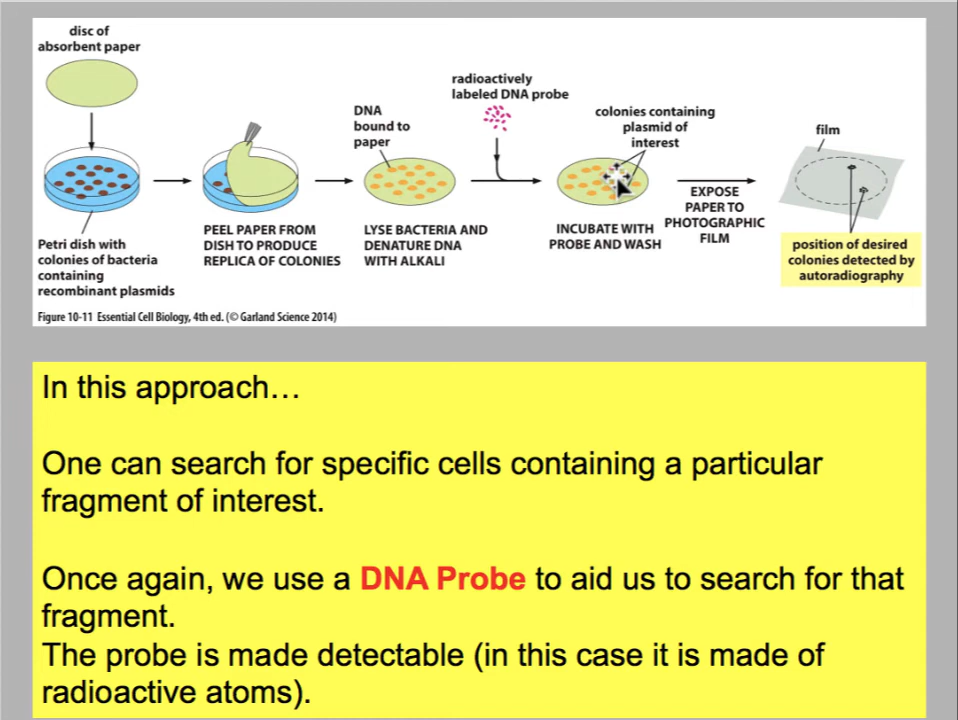 disc of
absorbent paper
Petri dish with
colonies of bacteria
containing
recombinant plasmids
PEEL PAPER FROM
DISH TO PRODUCE
REPLICA OF COLONIES
DNA
bound to
paper
LYSE BACTERIA AND
DENATURE DNA
WITH ALKALI
radioactively
labeled DNA probe
colonies containing
plasmid of
interest
INCUBATE WITH
PROBE AND WASH
EXPOSE
PAPER TO
PHOTOGRAPHIC
FILM
film
position of desired
colonies detected by
autoradiography
Figure 10-11 Essential Cell Biology, 4th ed. (© Garland Science 2014)
In this approach…
One can search for specific cells containing a particular
fragment of interest.
Once again, we use a DNA Probe to aid us to search for that
fragment.
The probe is made detectable (in this case it is made of
radioactive atoms).